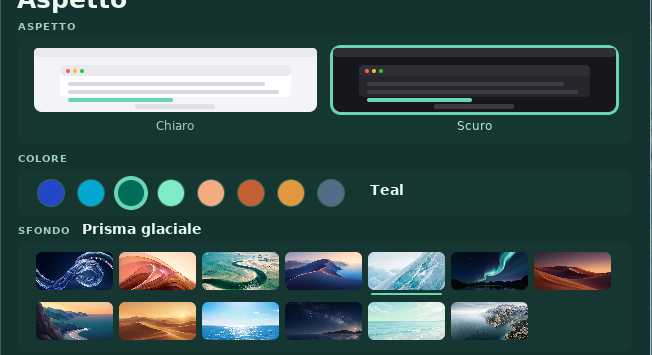 Aspetto
ASPETTO
Chiaro
Scuro
COLORE
Teal
SFONDO Prisma glaciale